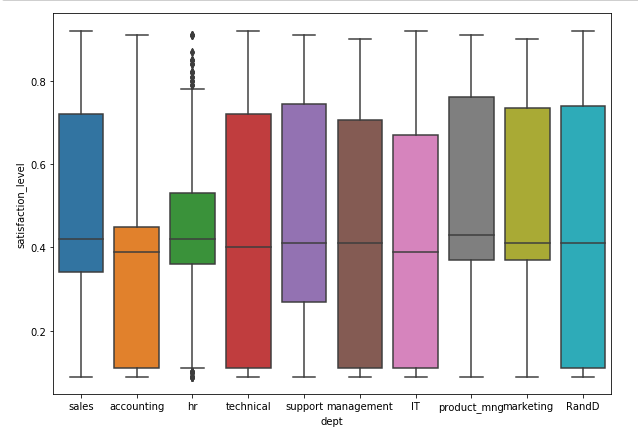 satisfaction_level
0.8
0.6
0.4
0.2
sales accounting hr technical support management IT product_mng marketing RandD
dept